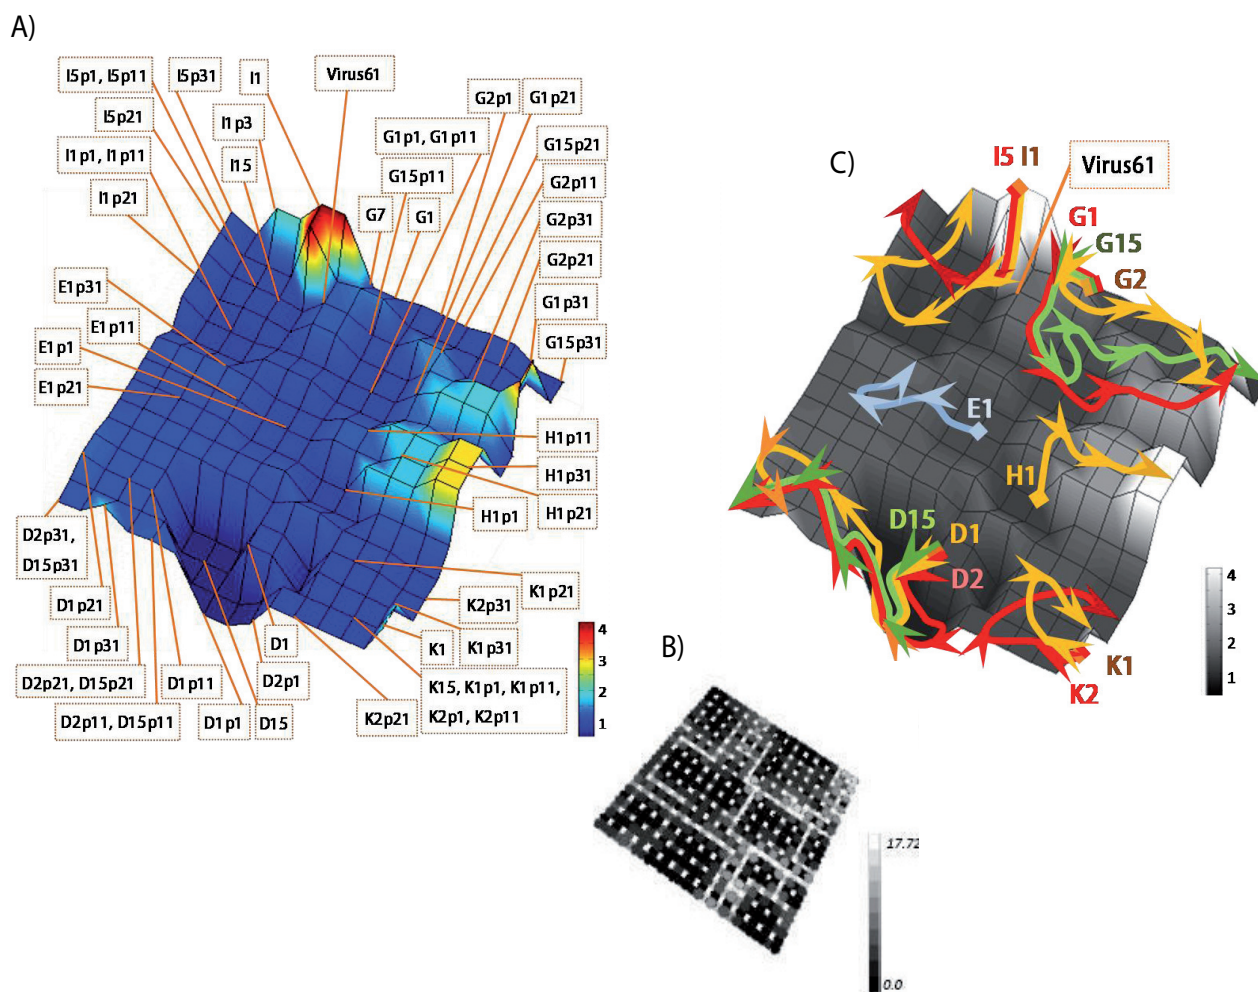 A)
I5p1, I5p11
I5p31
I1
Virus61
I5p21
I1p3
I1p1, I1p11
I15
I1p21
G2p1
G1p21
G1p1, G1p11
G15p21
G15p11
G2p11
G7
G1
G2p31
G2p21
G1p31
G15p31
E1p31
E1p11
E1p1
E1p21
H1p11
H1p31
H1p21
H1p1
D2p31,
D15p31
D1p21
D1p31
D2p21, D15p21
D1p11
D2p11, D15p11
D1p1
D15
D1
D2p1
K1p21
K2p31
K1
K1p31
K2p21
K15, K1p1, K1p11,
K2p1, K2p11
4
3
2
1
B)
17.72
0.0
C)
I5 I1
Virus61
G1
G15
G2
E1
H1
D15
D1
D2
K1
K2
4
3
2
1